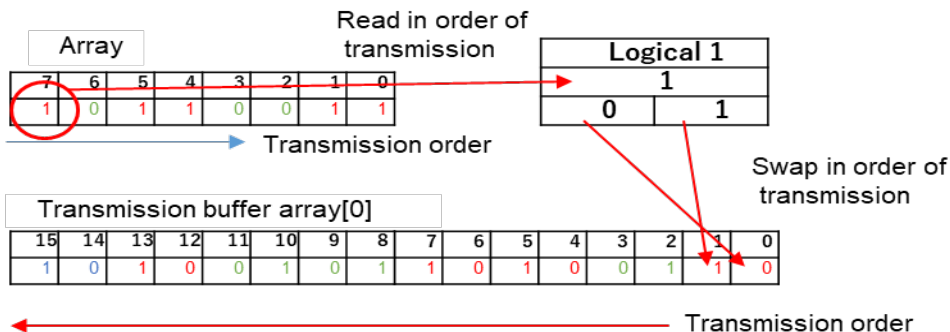 Read in order of
transmission
Array
Logical 1
7 6 5 4 3 2 1 0
1
1 0 1 1 0 0 1 1
0 1
Transmission order
Swap in order of
transmission
Transmission buffer array[0]
15 14 13 12 11 10 9 8 7 6 5 4 3 2 1 0
1 0 1 0 0 1 0 1 1 0 1 0 0 1 1 0
Transmission order